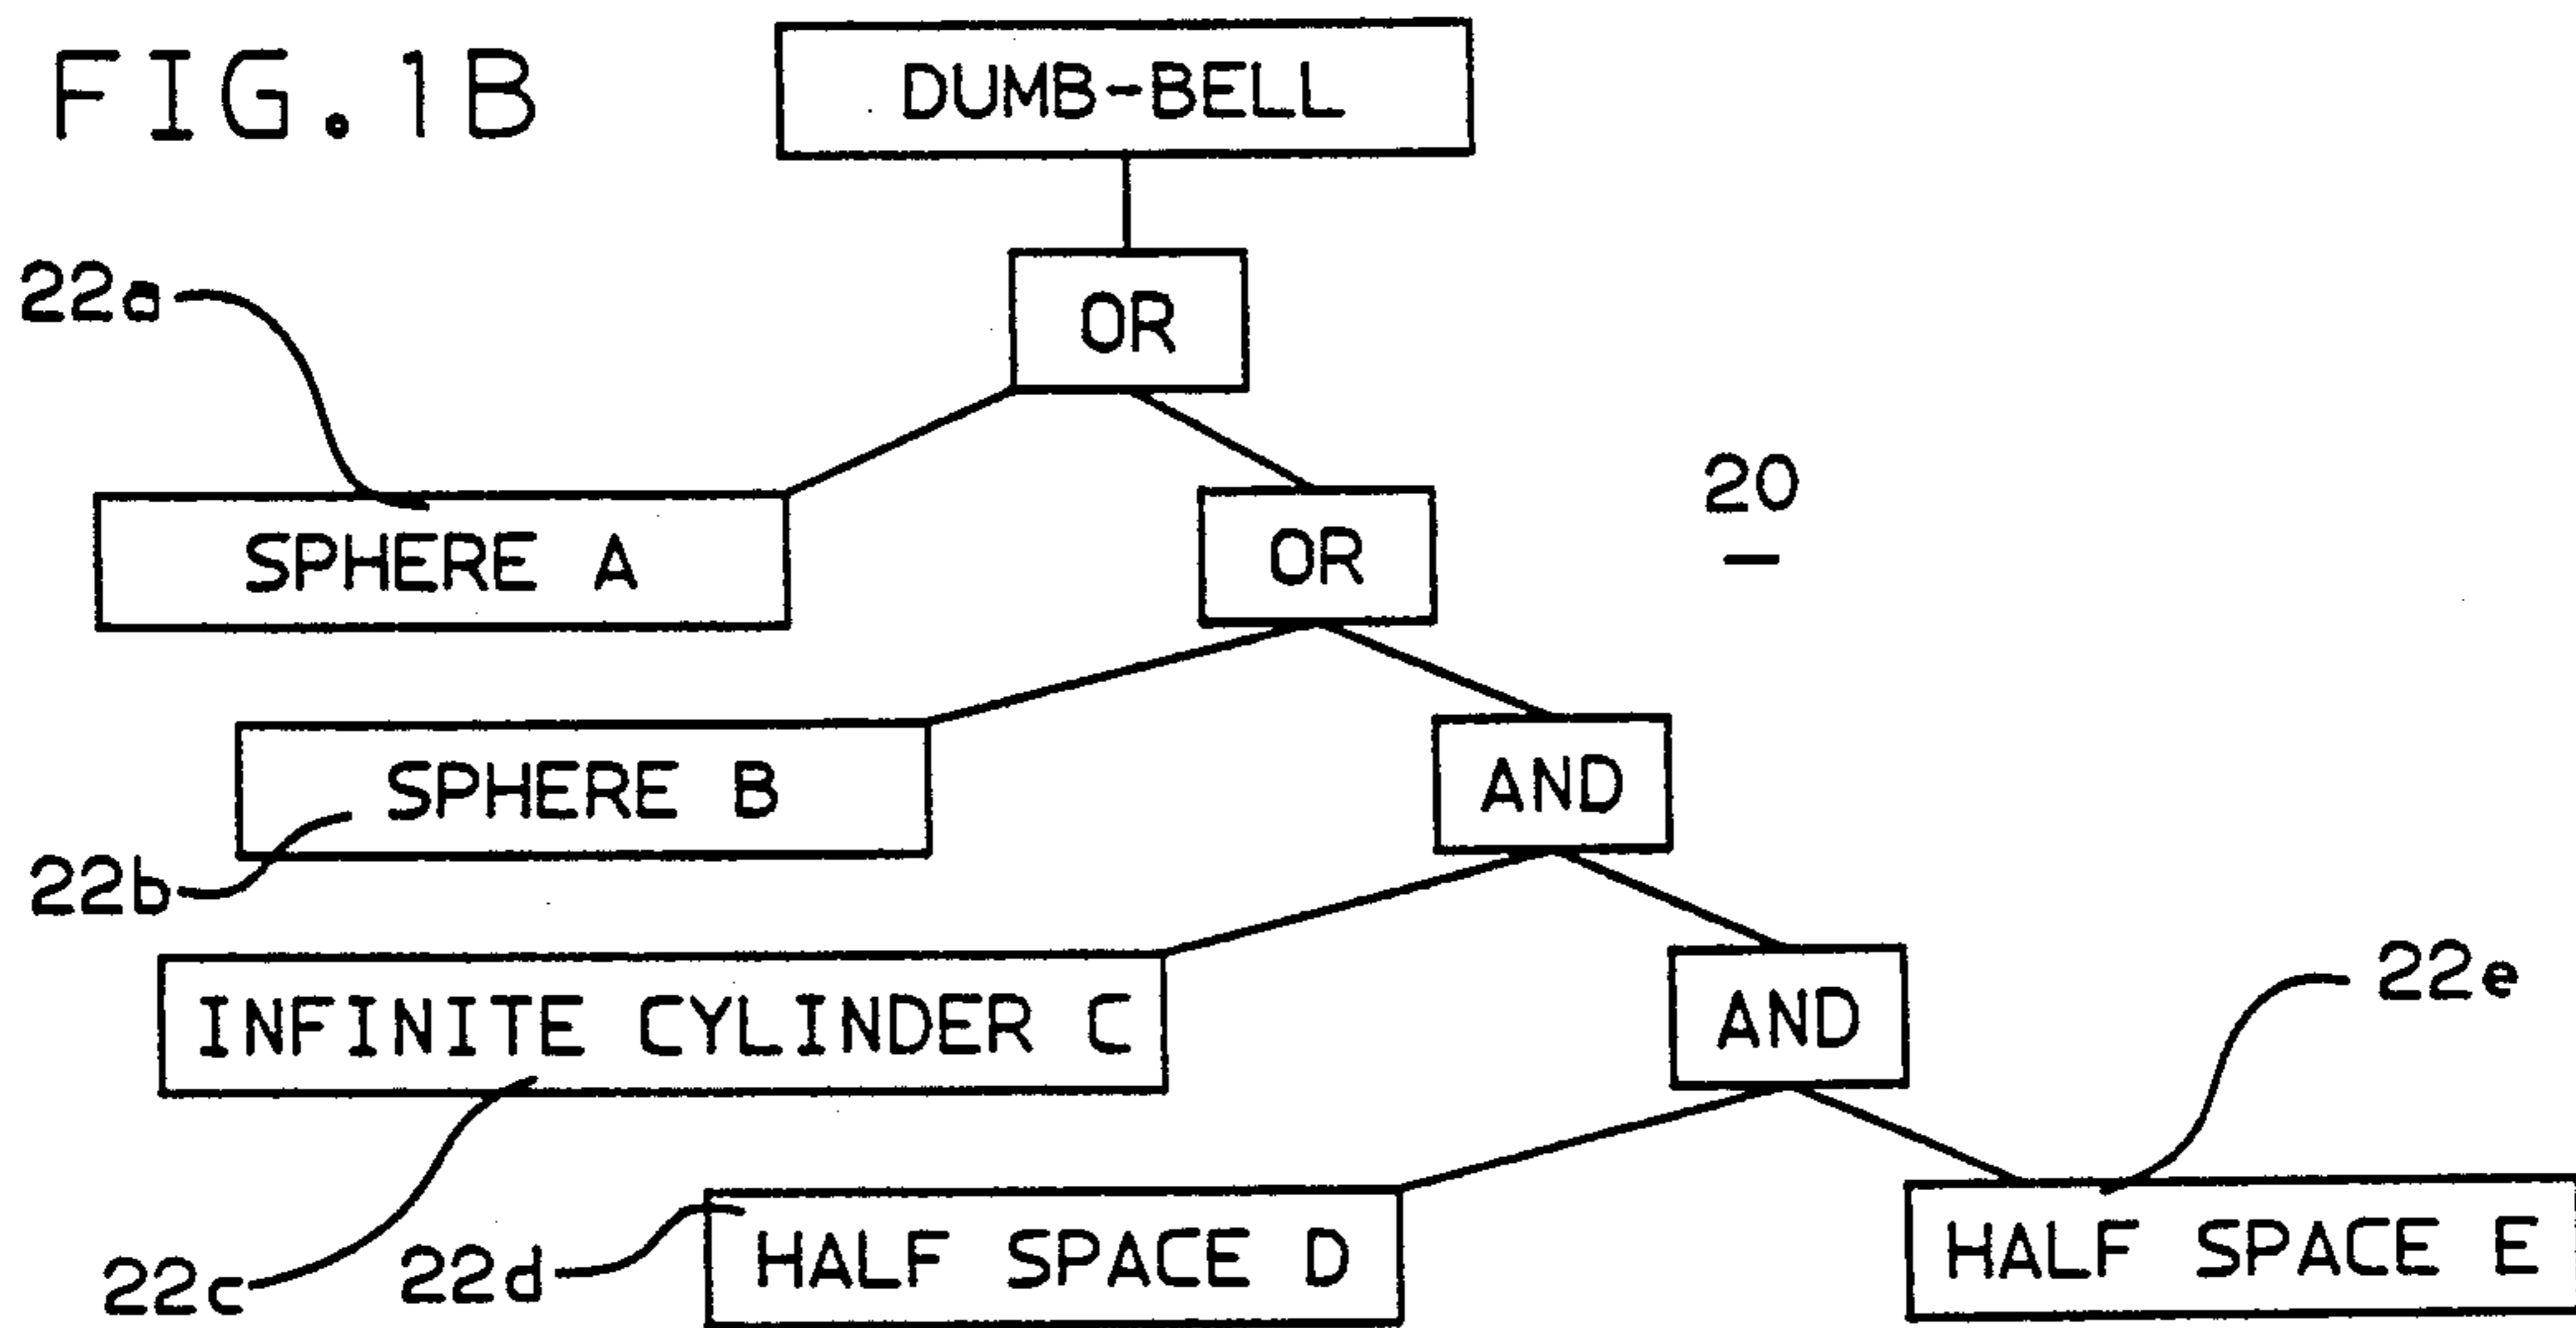 FIG.1B
DUMB-BELL
OR
22a
SPHERE A
OR
20
SPHERE B
AND
22b
INFINITE CYLINDER C
AND
22e
22c
22d
HALF SPACE D
HALF SPACE E